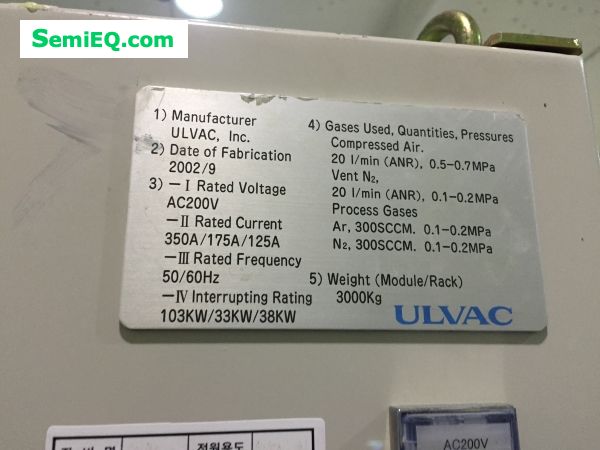 SemiEQ.com
1) Manufacturer
ULVAC, Inc.
2) Date of Fabrication
2002/9
3) —I Rated Voltage
AC200V
—II Rated Current
350A/175A/125A
—III Rated Frequency
50/60Hz
—IV Interrupting Rating
103KW/33KW/38KW
4) Gases Used, Quantities, Pressures
Compressed Air.
20 l/min (ANR), 0.5-0.7MPa
Vent N₂,
20 l/min (ANR), 0.1-0.2MPa
Process Gases
Ar, 300SCCM. 0.1-0.2MPa
N₂, 300SCCM. 0.1-0.2MPa
5) Weight (Module/Rack)
3000Kg
ULVAC
AC200V
전원용도